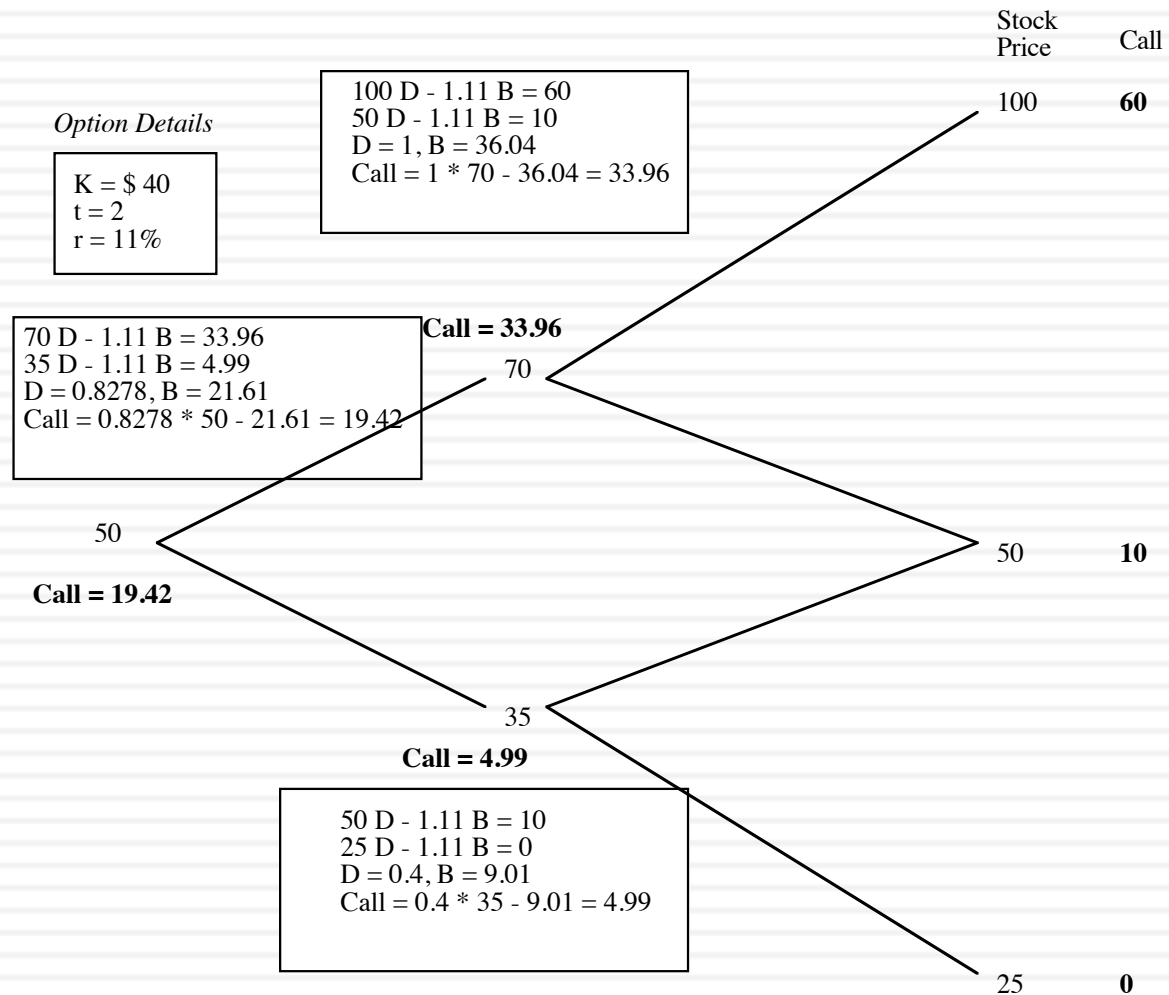 Stock
Price
Call
100 D - 1.11 B = 60
50 D - 1.11 B = 10
D = 1, B = 36.04
Call = 1 * 70 - 36.04 = 33.96
100 60
Option Details
K = $ 40
t = 2
r = 11%
70 D - 1.11 B = 33.96
35 D - 1.11 B = 4.99
D = 0.8278, B = 21.61
Call = 0.8278 * 50 - 21.61 = 19.42
Call = 33.96
70
50
Call = 19.42
50 10
35
Call = 4.99
50 D - 1.11 B = 10
25 D - 1.11 B = 0
D = 0.4, B = 9.01
Call = 0.4 * 35 - 9.01 = 4.99
25 0